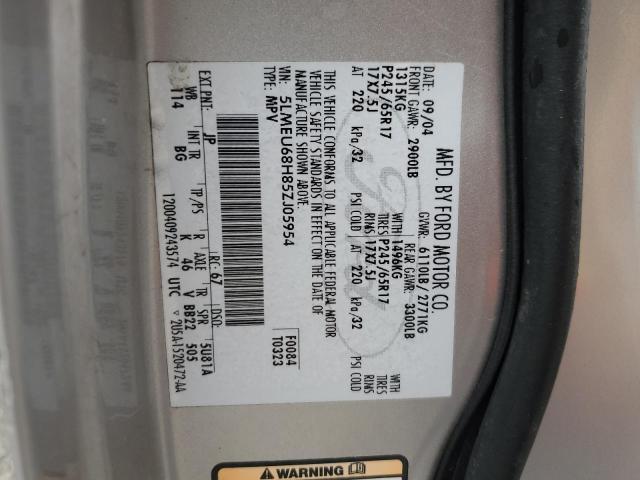 MFD. BY FORD MOTOR CO.
DATE: 09/04 GVWR: 6110LB/ 2771KG
FRONT GAWR: 2900LB REAR GAWR: 3300LB
1315KG WITH 1496KG WITH
P245/65R17 TIRES P245/65R17 TIRES
17X7.5J RIMS 17X7.5J RIMS
AT 220 kPa/32 PSI COLD AT 220 kPa/32 PSI COLD
THIS VEHICLE CONFORMS TO ALL APPLICABLE FEDERAL MOTOR
VEHICLE SAFETY STANDARDS IN EFFECT ON THE DATE OF
MANUFACTURE SHOWN ABOVE.
VIN: 5LMEU68H85ZJ05954 F0084
TYPE: MPV T0323
EXT PNT: JP RC: 67 DSO:
WB INT TR TP/PS R AXLE TR SPR 5U81A
114 BG K 46 V BB22 505
1200409243574 UTC 2U5A-1520472-AA
WARNING